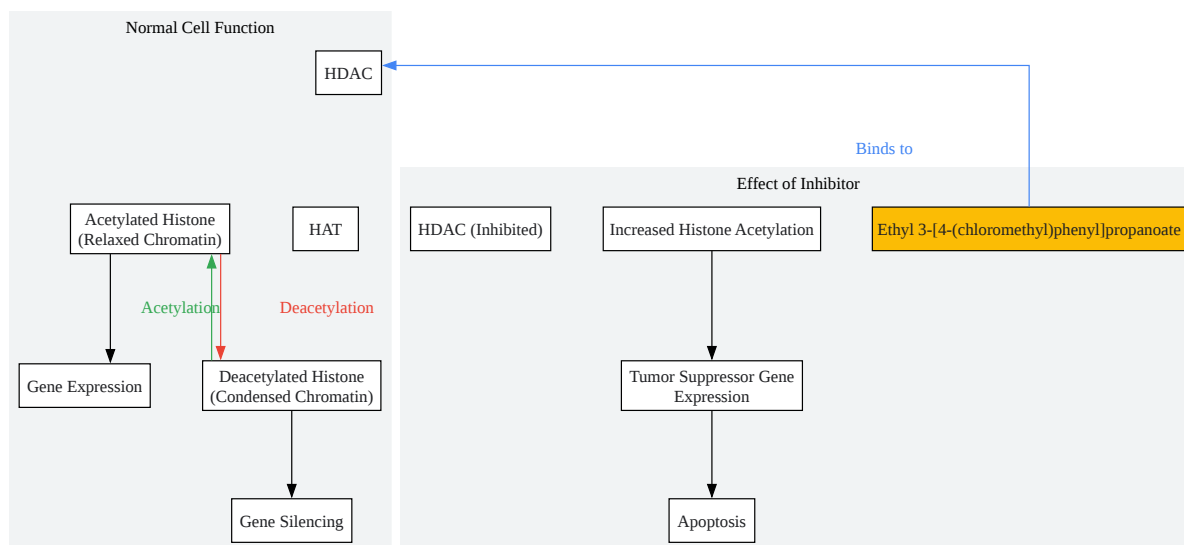 Normal Cell Function
HDAC
Binds to
Effect of Inhibitor
Acetylated Histone
(Relaxed Chromatin)
HAT
HDAC (Inhibited)
Increased Histone Acetylation
Ethyl 3-[4-(chloromethyl)phenyl]propanoate
Acetylation
Deacetylation
Gene Expression
Deacetylated Histone
(Condensed Chromatin)
Tumor Suppressor Gene
Expression
Gene Silencing
Apoptosis